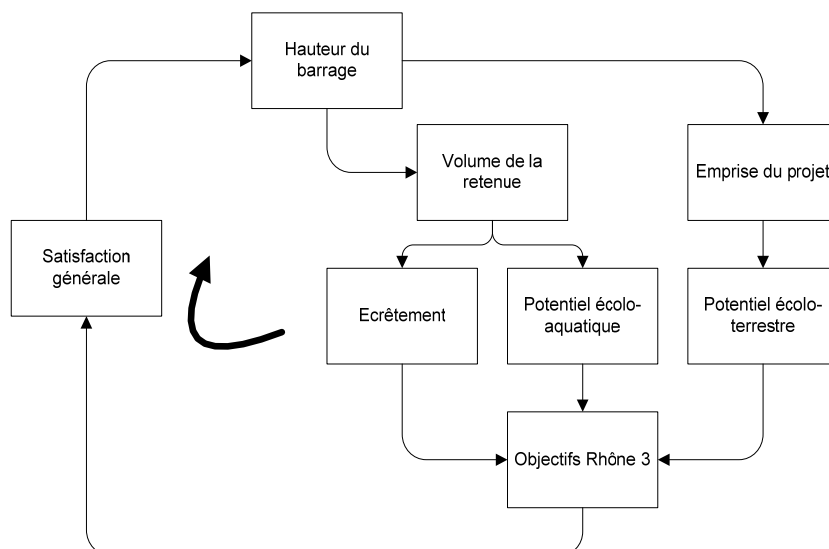 Hauteur du
barrage
Volume de la
retenue
Emprise du projet
Satisfaction
générale
Ecrêtement
Potentiel écolo-
aquatique
Potentiel écolo-
terrestre
Objectifs Rhône 3